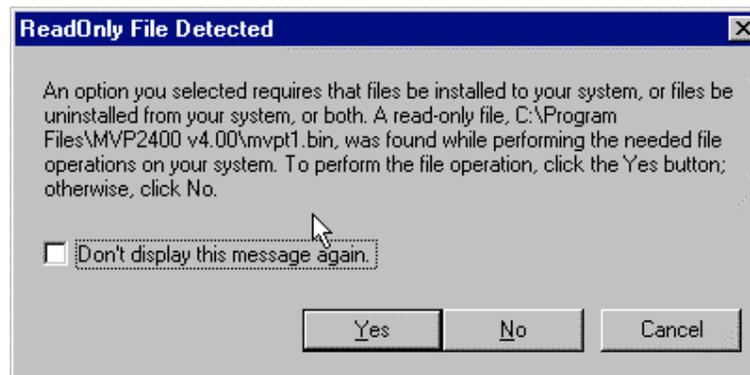 ReadOnly File Detected
An option you selected requires that files be installed to your system, or files be
uninstalled from your system, or both. A read-only file, C:\Program
Files\MVP2400 v4.00\mvpt1.bin, was found while performing the needed file
operations on your system. To perform the file operation, click the Yes button;
otherwise, click No.
Don't display this message again.
Yes No Cancel